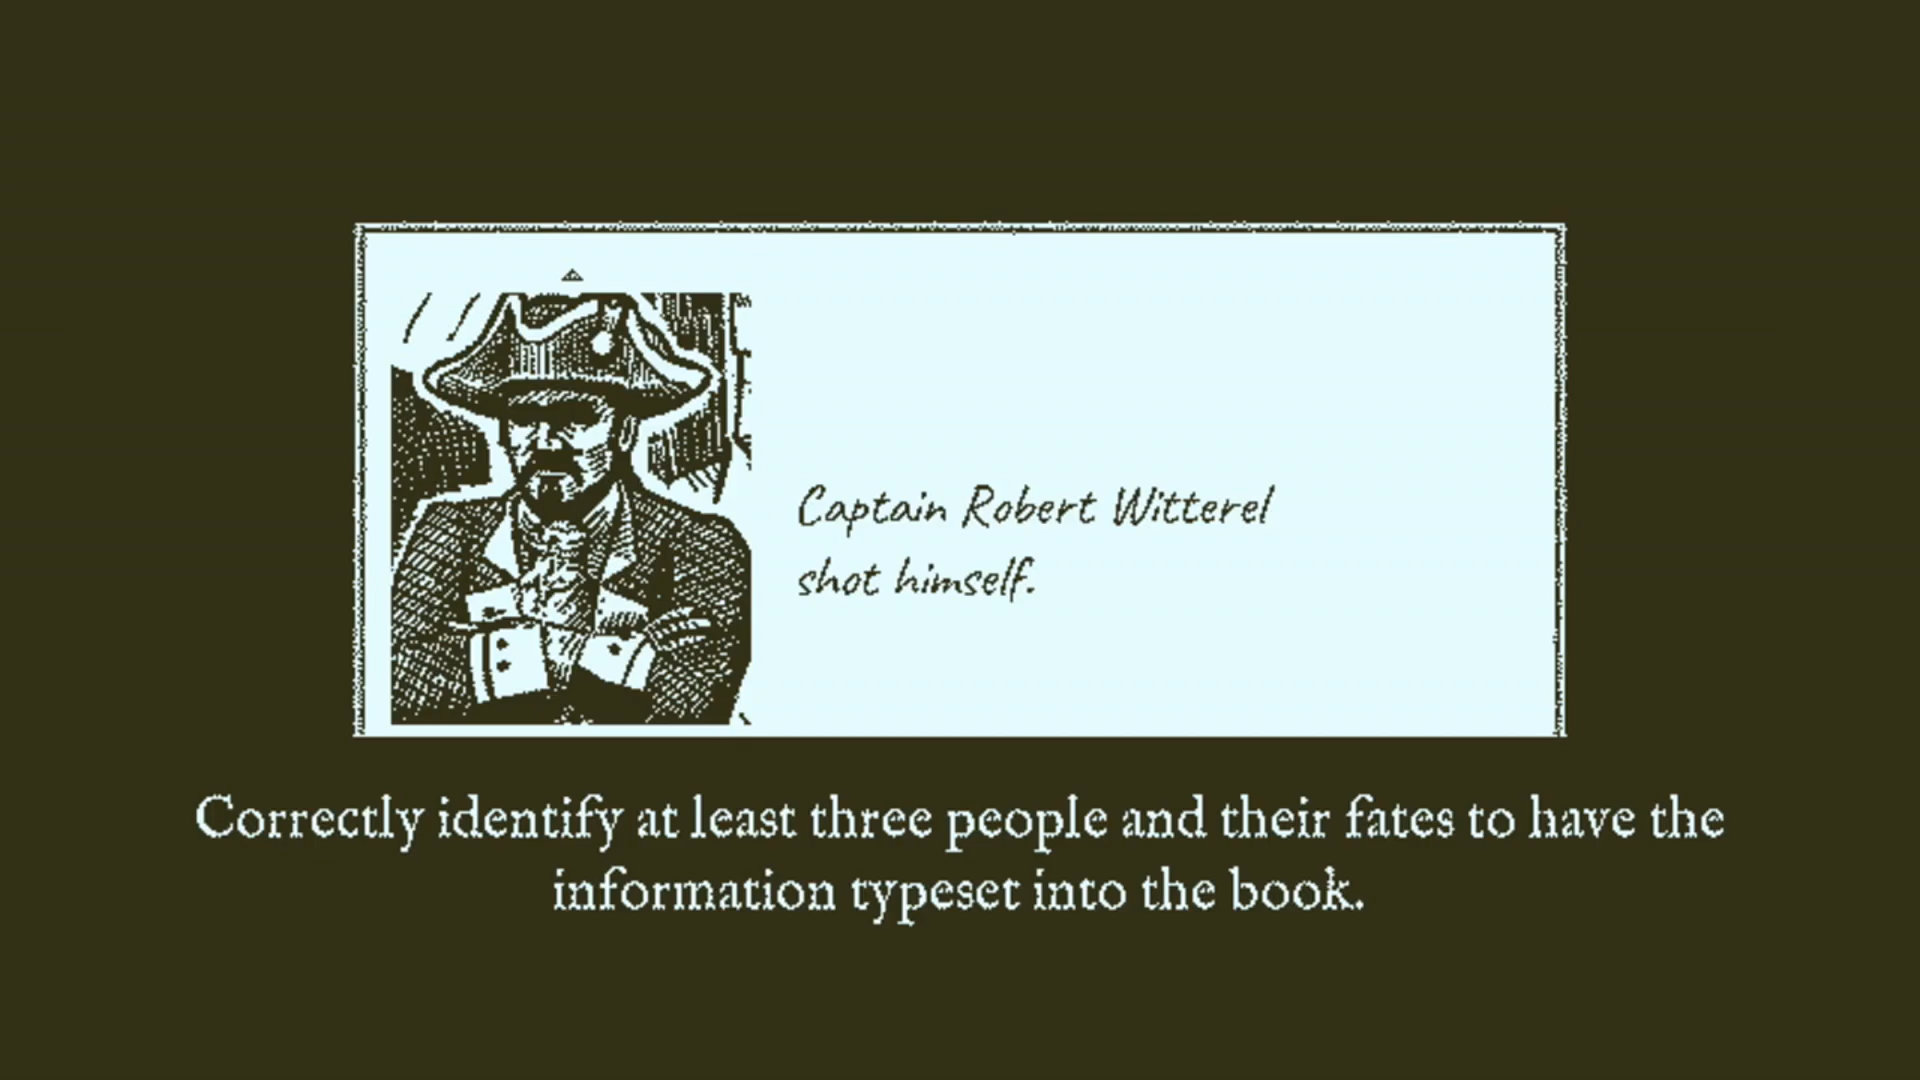 Captain Robert Witterel
shot himself.
Correctly identify at least three people and their fates to have the
information typeset into the book.